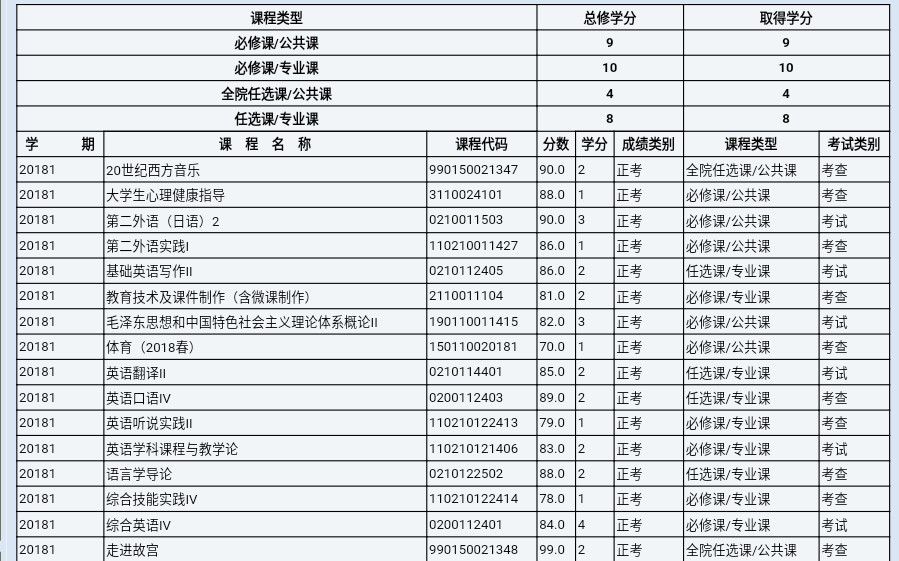 课程类型 总修学分 取得学分
必修课/公共课 9 9
必修课/专业课 10 10
全院任选课/公共课 4 4
任选课/专业课 8 8
学 期 课 程 名 称 课程代码 分数 学分 成绩类别 课程类型 考试类别
20181 20世纪西方音乐 990150021347 90.0 2 正考 全院任选课/公共课 考查
20181 大学生心理健康指导 3110024101 88.0 1 正考 必修课/公共课 考查
20181 第二外语（日语）2 0210011503 90.0 3 正考 必修课/公共课 考试
20181 第二外语实践I 110210011427 86.0 1 正考 必修课/公共课 考查
20181 基础英语写作II 0210112405 86.0 2 正考 任选课/专业课 考试
20181 教育技术及课件制作（含微课制作） 2110011104 81.0 2 正考 必修课/专业课 考查
20181 毛泽东思想和中国特色社会主义理论体系概论II 190110011415 82.0 3 正考 必修课/公共课 考试
20181 体育（2018春） 150110020181 70.0 1 正考 必修课/公共课 考查
20181 英语翻译II 0210114401 85.0 2 正考 任选课/专业课 考试
20181 英语口语IV 0200112403 89.0 2 正考 任选课/专业课 考查
20181 英语听说实践II 110210122413 79.0 1 正考 必修课/专业课 考查
20181 英语学科课程与教学论 110210121406 83.0 2 正考 必修课/专业课 考试
20181 语言学导论 0210122502 88.0 2 正考 任选课/专业课 考查
20181 综合技能实践IV 110210122414 78.0 1 正考 必修课/专业课 考查
20181 综合英语IV 0200112401 84.0 4 正考 必修课/专业课 考试
20181 走进故宫 990150021348 99.0 2 正考 全院任选课/公共课 考查